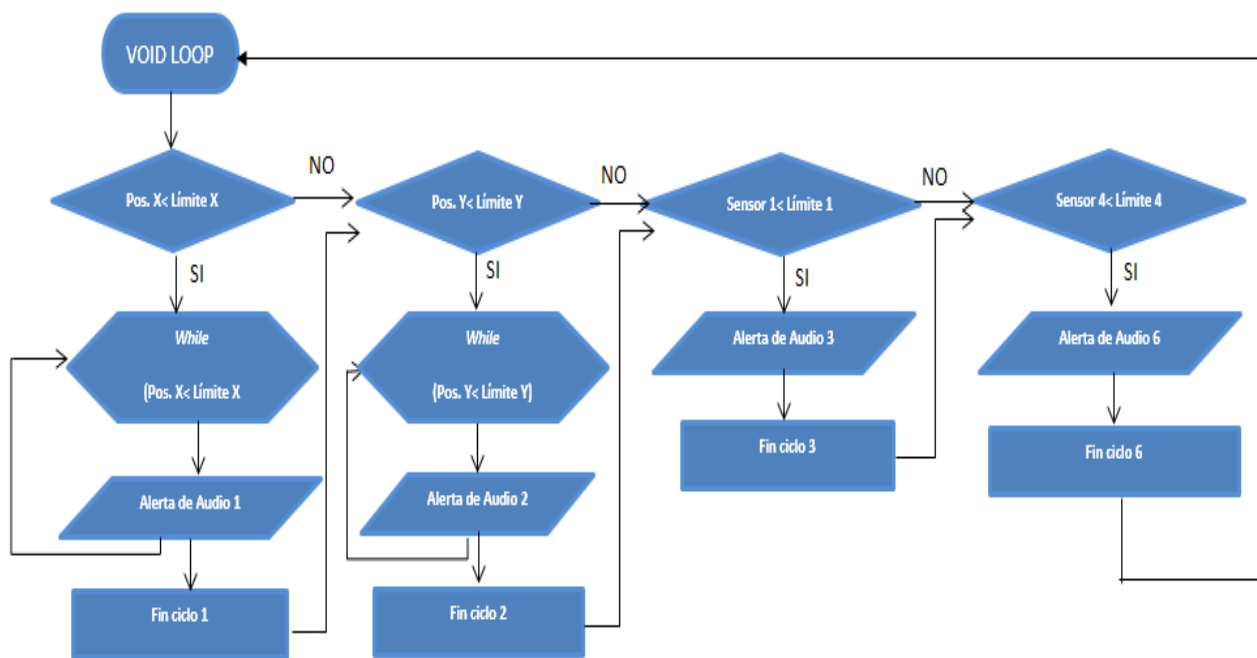 VOID LOOP
Pos. X< Límite X
NO
Pos. Y< Límite Y
NO
Sensor 1< Límite 1
NO
Sensor 4< Límite 4
SI
SI
SI
SI
While
(Pos. X< Límite X
While
(Pos. Y< Límite Y)
Alerta de Audio 3
Alerta de Audio 6
Fin ciclo 3
Fin ciclo 6
Alerta de Audio 1
Alerta de Audio 2
Fin ciclo 1
Fin ciclo 2